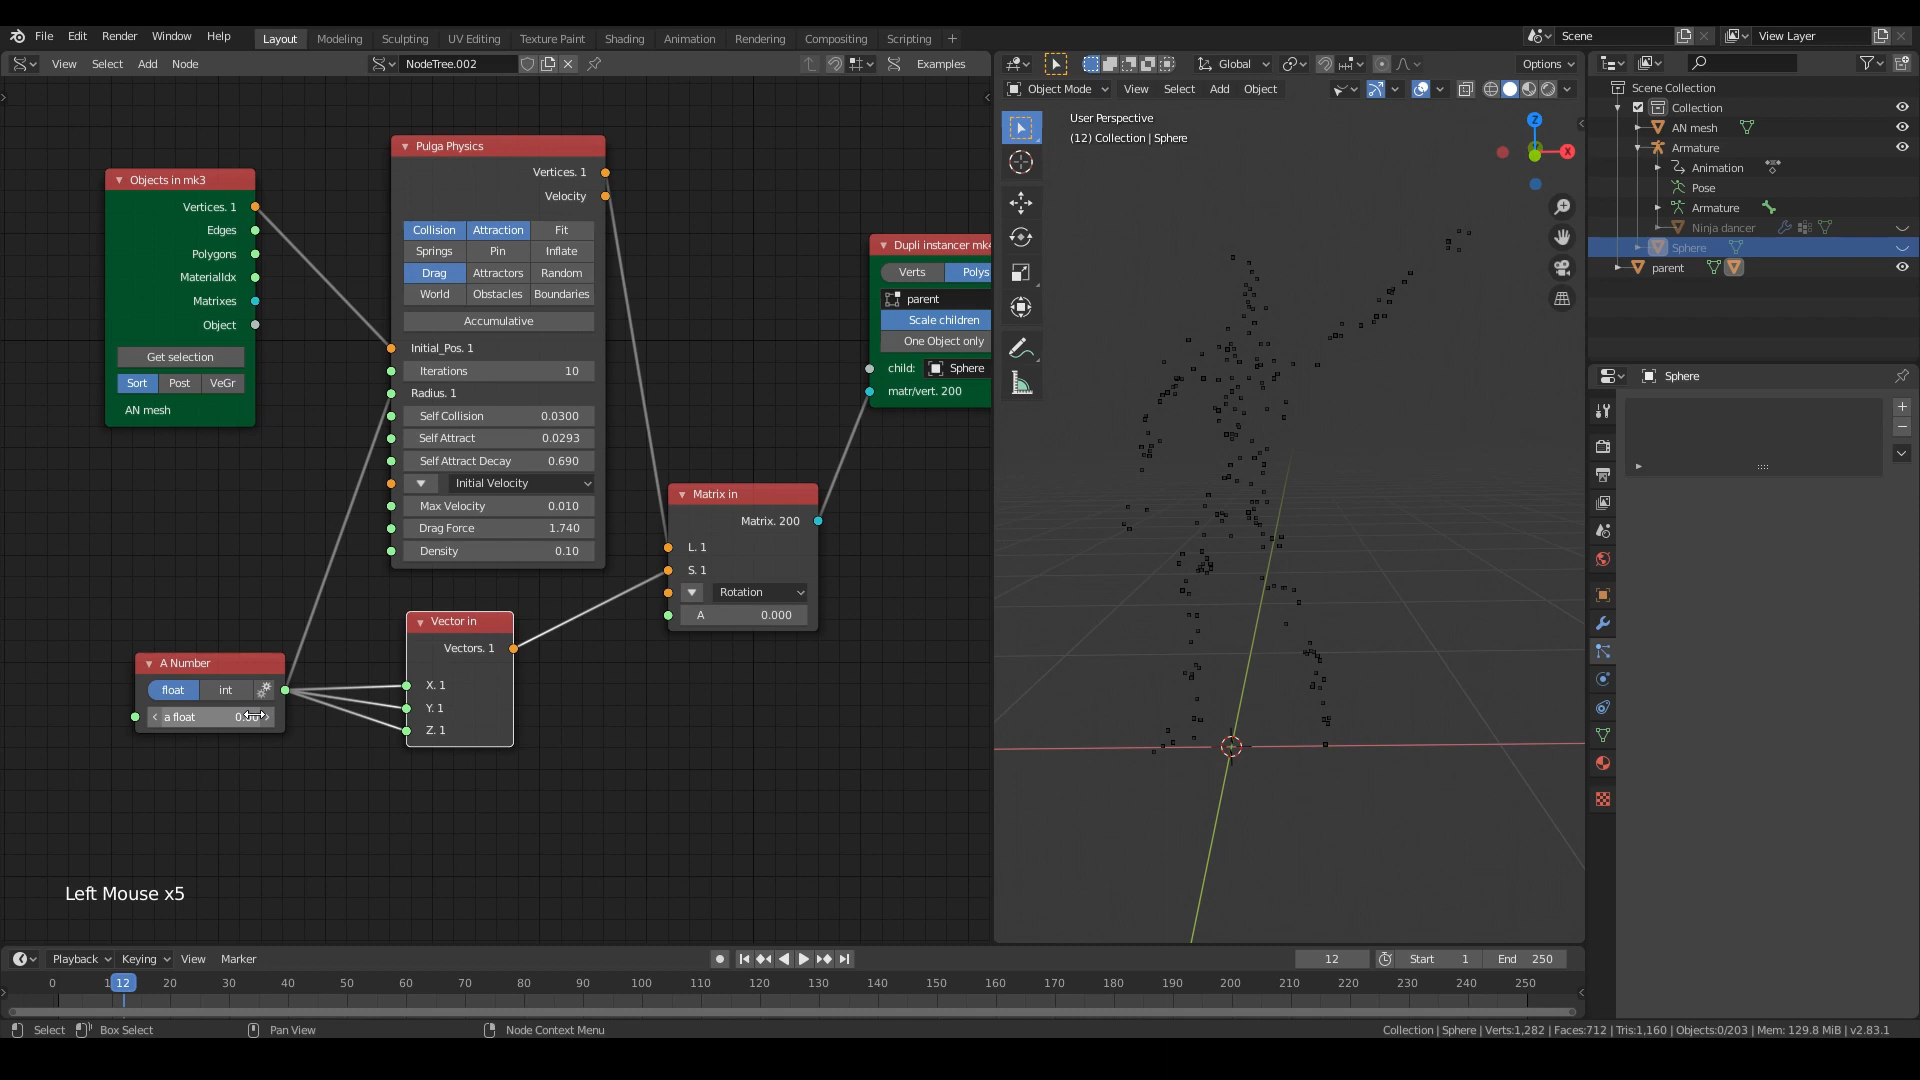 File Edit Render Window Help
Layout Modeling Sculpting UV Editing Texture Paint Shading Animation Rendering Compositing Scripting +
Scene
View Layer
View Select Add Node
NodeTree.002
Examples
Global
Options
Object Mode View Select Add Object
User Perspective
(12) Collection | Sphere
Z
X
Objects in mk3
Vertices. 1
Edges
Polygons
MaterialIdx
Matrixes
Object
Get selection
Sort Post VeGr
AN mesh
Pulga Physics
Vertices. 1
Velocity
Collision Attraction Fit
Springs Pin Inflate
Drag Attractors Random
World Obstacles Boundaries
Accumulative
Initial_Pos. 1
Iterations 10
Radius. 1
Self Collision 0.0300
Self Attract 0.0293
Self Attract Decay 0.690
Initial Velocity
Max Velocity 0.010
Drag Force 1.740
Density 0.10
Dupli instancer mk4
Verts Polys
parent
Scale children
One Object only
child: Sphere
matr/vert. 200
Matrix in
Matrix. 200
L. 1
S. 1
Rotation
A 0.000
Vector in
Vectors. 1
X. 1
Y. 1
Z. 1
A Number
float int
a float
Left Mouse x5
Scene Collection
Collection
AN mesh
Armature
Animation
Pose
Armature
Ninja dancer
Sphere
parent
Sphere
Playback Keying View Marker
12
Start 1
End 250
0 1 12 20 30 40 50 60 70 80 90 100 110 120 130 140 150 160 170 180 190 200 210 220 230 240 250
Select Box Select Pan View Node Context Menu
Collection | Sphere | Verts:1,282 | Faces:712 | Tris:1,160 | Objects:0/203 | Mem: 129.8 MiB | v2.83.1